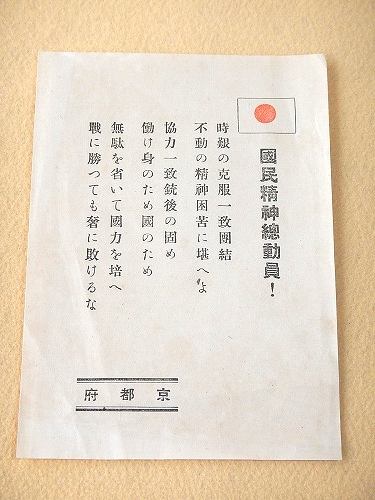 國民精神總動員！
時艱の克服一致團結
不動の精神困苦に堪へよ
協力一致銃後の固め
働け身のため國のため
無駄を省いて國力を培へ
戰に勝つても奢に敗けるな
京都府